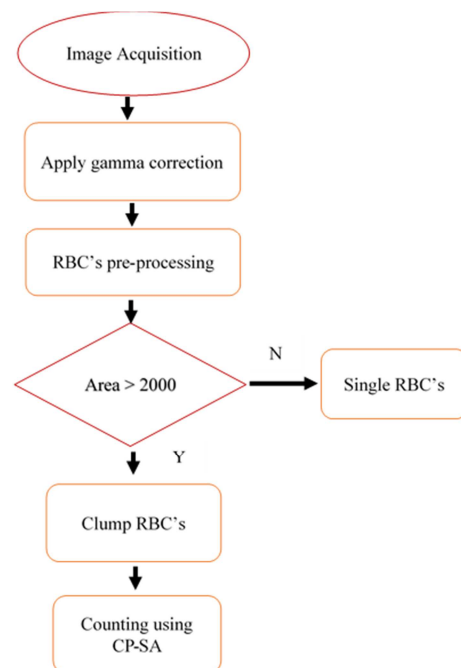 Image Acquisition
Apply gamma correction
RBC's pre-processing
Area > 2000
N
Single RBC's
Y
Clump RBC's
Counting using
CP-SA